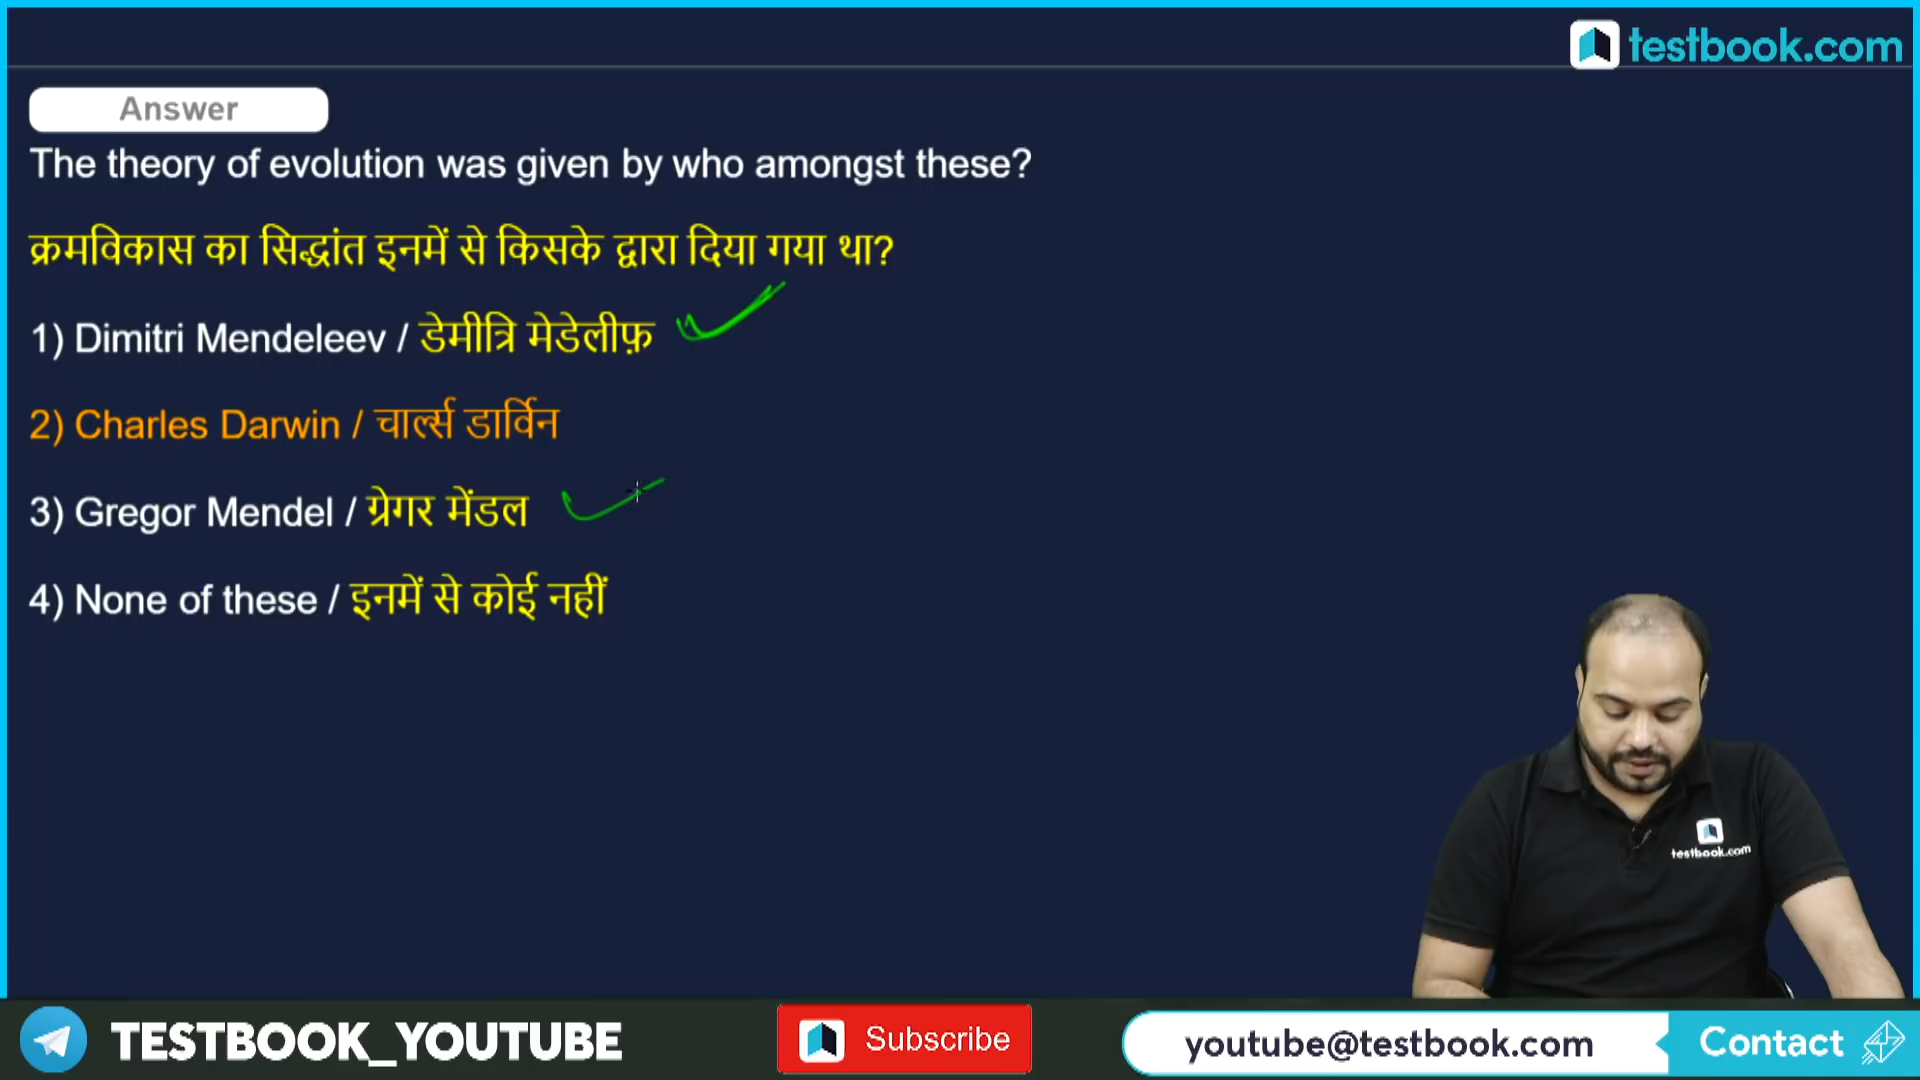 testbook.com
Answer
The theory of evolution was given by who amongst these?
क्रमविकास का सिद्धांत इनमें से किसके द्वारा दिया गया था?
1) Dimitri Mendeleev / डेमीत्रि मेडेलीफ़
2) Charles Darwin / चार्ल्स डार्विन
3) Gregor Mendel / ग्रेगर मेंडल
4) None of these / इनमें से कोई नहीं
testbook.com
TESTBOOK_YOUTUBE
Subscribe
youtube@testbook.com
Contact